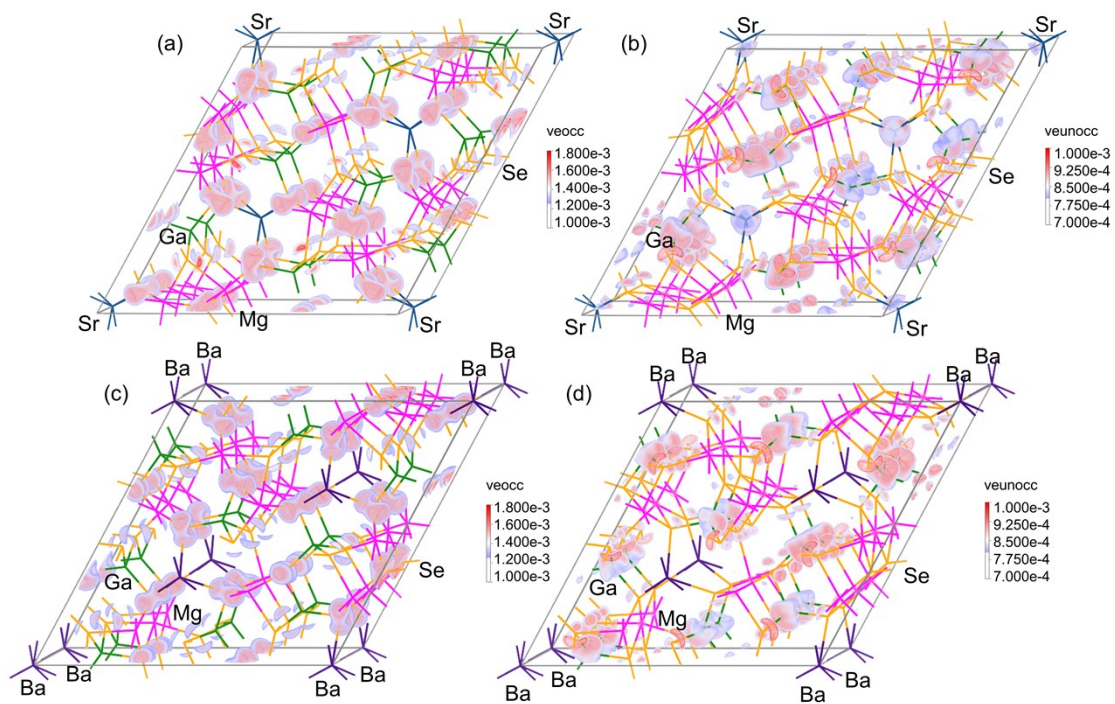 (a)
Sr
Sr
veocc
1.800e-3
1.600e-3
1.400e-3
1.200e-3
1.000e-3
Se
Ga
Sr
Mg
Sr
(b)
Sr
Sr
veunocc
1.000e-3
9.250e-4
8.500e-4
7.750e-4
7.000e-4
Se
Ga
Sr
Mg
Sr
(c)
Ba
Ba
Ba
Ba
veocc
1.800e-3
1.600e-3
1.400e-3
1.200e-3
1.000e-3
Ga
Mg
Se
Ba
Ba
Ba
Ba
(d)
Ba
Ba
Ba
veunocc
1.000e-3
9.250e-4
8.500e-4
7.750e-4
7.000e-4
Ga
Mg
Se
Ba
Ba
Ba
Ba